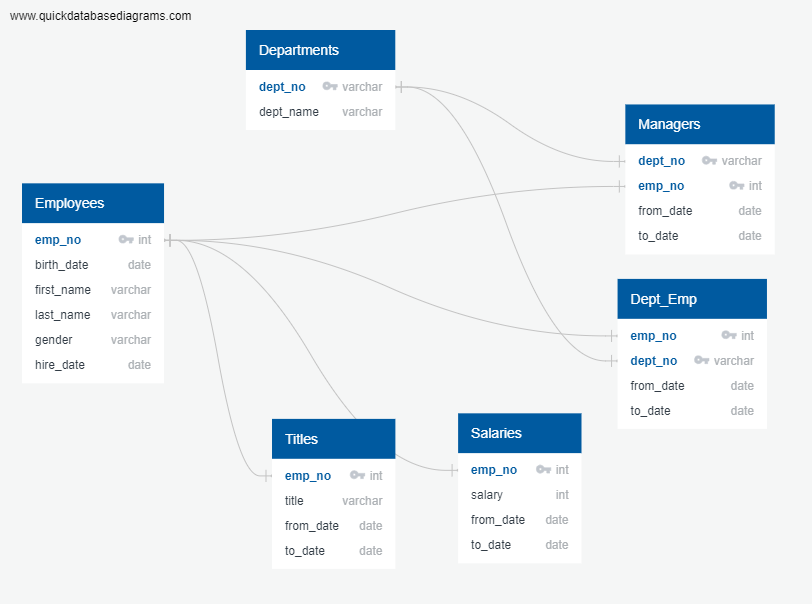 www.quickdatabasediagrams.com
Departments
dept_no varchar
dept_name varchar
Managers
dept_no varchar
emp_no int
from_date date
to_date date
Employees
emp_no int
birth_date date
first_name varchar
last_name varchar
gender varchar
hire_date date
Dept_Emp
emp_no int
dept_no varchar
from_date date
to_date date
Titles
emp_no int
title varchar
from_date date
to_date date
Salaries
emp_no int
salary int
from_date date
to_date date